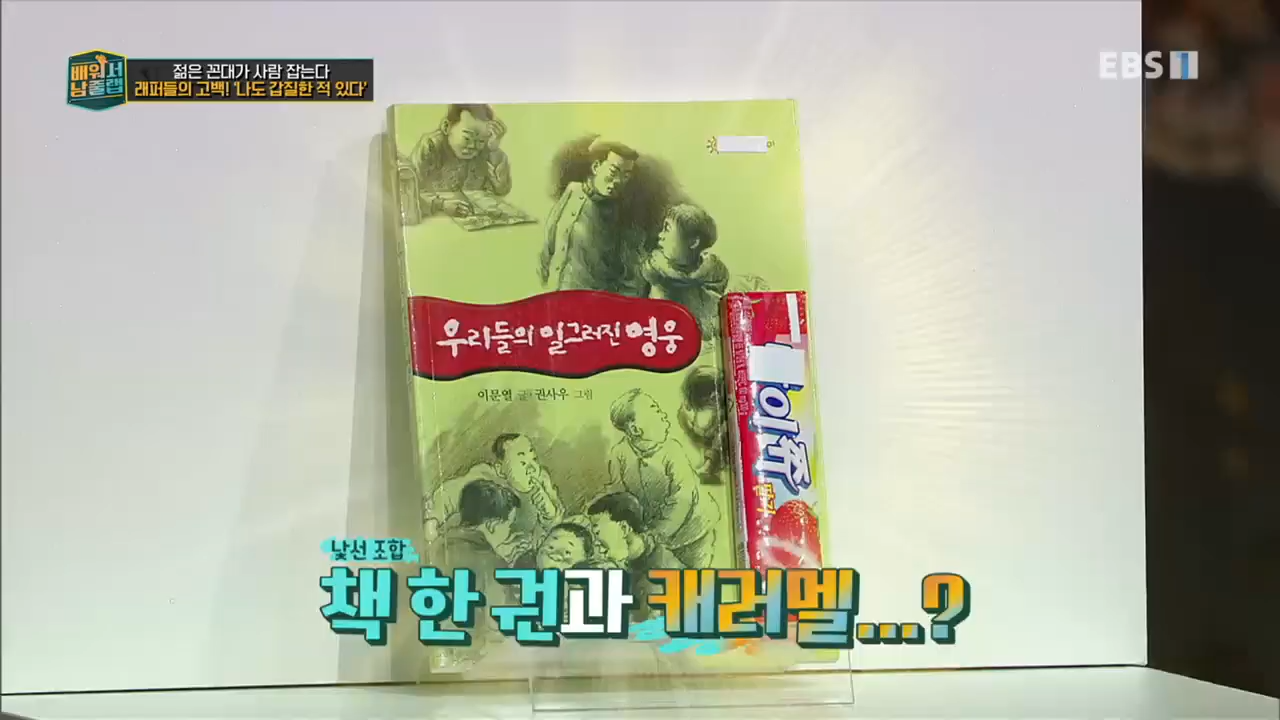 배워서
남줄랩
젊은 꼰대가 사람 잡는다
래퍼들의 고백! '나도 갑질한 적 있다'
EBS 1
우리들의 일그러진 영웅
이문열 글·권사우 그림
이쮸
딸기
낯선 조합
책 한 권과 캐러멜...?